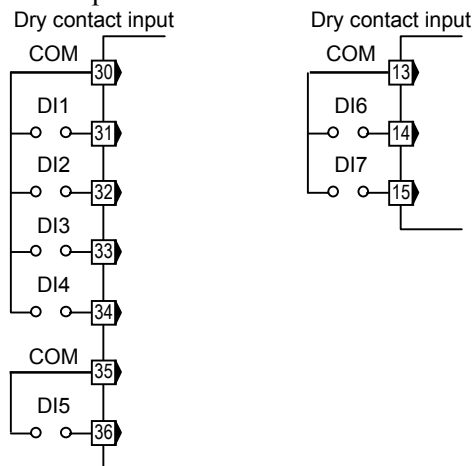 Dry contact input
COM
30
DI1
31
DI2
32
DI3
33
DI4
34
COM
35
DI5
36
Dry contact input
COM
13
DI6
14
DI7
15